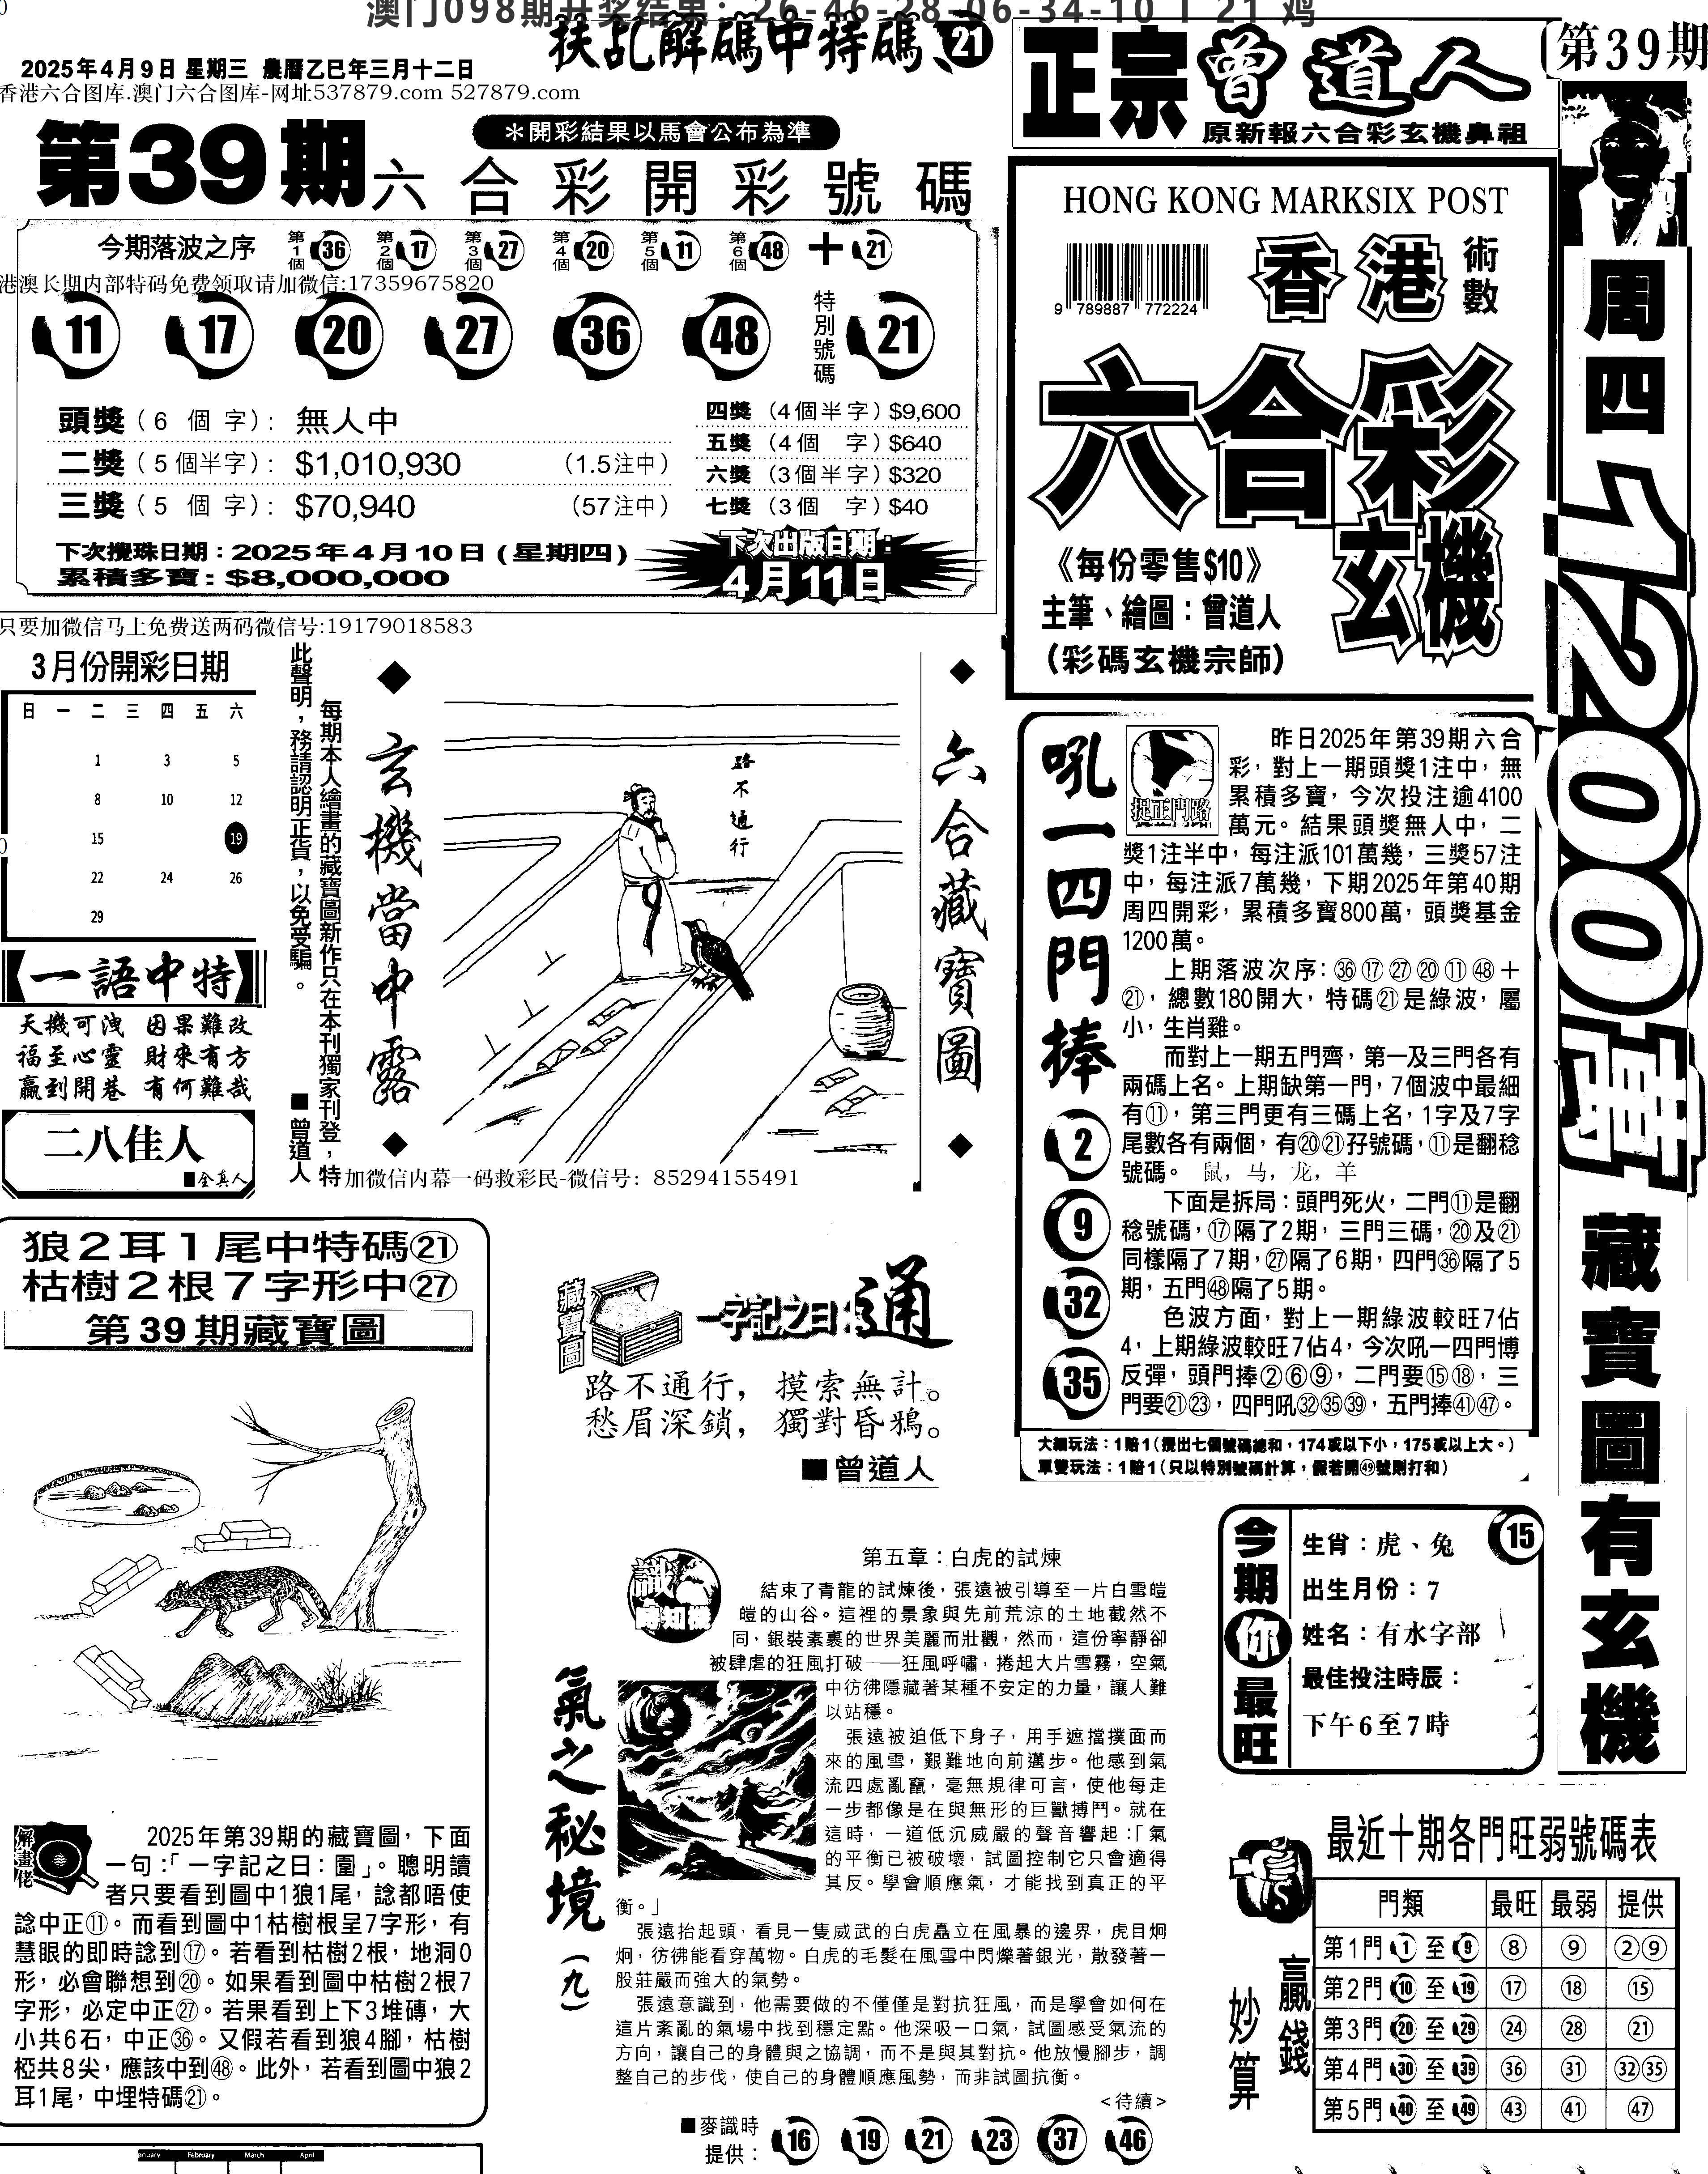 澳门098期开奖结果：26-46-28-06-34-10 T 21 鸡
扶乩解碼中特碼 21
2025年4月9日 星期三 農曆乙巳年三月十二日
香港六合图库.澳门六合图库-网址537879.com 527879.com
第39期
＊開彩結果以馬會公布為準
六合彩開彩號碼
今期落波之序 第1個 36 第2個 17 第3個 27 第4個 20 第5個 11 第6個 48 ＋ 21
港澳长期内部特码免费领取请加微信:17359675820
11 17 20 27 36 48 特別號碼 21
頭獎（6 個 字）: 無人中
二獎（5個半字）: $1,010,930 （1.5注中）
三獎（5 個 字）: $70,940 （57注中）
四獎（4個半字）$9,600
五獎（4個 字）$640
六獎（3個半字）$320
七獎（3個 字）$40
下次攪珠日期：2025年4月10日(星期四)
累積多寶：$8,000,000
下次出版日期：
4月11日
只要加微信马上免费送两码微信号:19179018583
正宗曾道人
原新報六合彩玄機鼻祖
第39期
HONG KONG MARKSIX POST
9 789887 772224
香港
術數
六合彩
玄機
《每份零售$10》
主筆、繪圖：曾道人
（彩碼玄機宗師）
周四1200萬
藏寶圖有玄機
3月份開彩日期
日 一 二 三 四 五 六
1 3 5
8 10 12
15 19
22 24 26
29
【一語中特】
天機可洩 因果難改
福至心靈 財來有方
贏到開巷 有何難哉
二八佳人
■全真人
每期本人繪畫的藏寶圖新作只在本刊獨家刊登，特
此聲明，務請認明正貨，以免受騙。
■曾道人
◆玄機當中露◆
路不通行
◆六合藏寶圖◆
加微信内幕一码救彩民-微信号：85294155491
吼一四門捧
2
9
32
35
捉正門路
昨日2025年第39期六合
彩，對上一期頭獎1注中，無
累積多寶，今次投注逾4100
萬元。結果頭獎無人中，二
獎1注半中，每注派101萬幾，三獎57注
中，每注派7萬幾，下期2025年第40期
周四開彩，累積多寶800萬，頭獎基金
1200萬。
上期落波次序：㊱⑰㉗⑳⑪㊽＋
㉑，總數180開大，特碼㉑是綠波，屬
小，生肖雞。
而對上一期五門齊，第一及三門各有
兩碼上名。上期缺第一門，7個波中最細
有⑪，第三門更有三碼上名，1字及7字
尾數各有兩個，有⑳㉑孖號碼，⑪是翻稔
號碼。 鼠，马，龙，羊
下面是拆局：頭門死火，二門⑪是翻
稔號碼，⑰隔了2期，三門三碼，⑳及㉑
同樣隔了7期，㉗隔了6期，四門㊱隔了5
期，五門㊽隔了5期。
色波方面，對上一期綠波較旺7佔
4，上期綠波較旺7佔4，今次吼一四門博
反彈，頭門捧②⑥⑨，二門要⑮⑱，三
門要㉑㉓，四門吼㉜㉟㊴，五門捧㊶㊼。
大細玩法：1賠1（攪出七個號碼總和，174或以下小，175或以上大。）
單雙玩法：1賠1（只以特別號碼計算，假若開㊾號則打和）
狼2耳1尾中特碼㉑
枯樹2根7字形中㉗
第39期藏寶圖
解畫佬
2025年第39期的藏寶圖，下面
一句：「一字記之日：圍」。聰明讀
者只要看到圖中1狼1尾，諗都唔使
諗中正⑪。而看到圖中1枯樹根呈7字形，有
慧眼的即時諗到⑰。若看到枯樹2根，地洞0
形，必會聯想到⑳。如果看到圖中枯樹2根7
字形，必定中正㉗。若果看到上下3堆磚，大
小共6石，中正㊱。又假若看到狼4腳，枯樹
椏共8尖，應該中到㊽。此外，若看到圖中狼2
耳1尾，中埋特碼㉑。
January February March April
藏寶圖
一字記之日：通
路不通行，摸索無計。
愁眉深鎖，獨對昏鴉。
■曾道人
識時知機
氣之秘境（九）
第五章：白虎的試煉
結束了青龍的試煉後，張遠被引導至一片白雪皚
皚的山谷。這裡的景象與先前荒涼的土地截然不
同，銀裝素裹的世界美麗而壯觀，然而，這份寧靜卻
被肆虐的狂風打破——狂風呼嘯，捲起大片雪霧，空氣
中彷彿隱藏著某種不安定的力量，讓人難
以站穩。
張遠被迫低下身子，用手遮擋撲面而
來的風雪，艱難地向前邁步。他感到氣
流四處亂竄，毫無規律可言，使他每走
一步都像是在與無形的巨獸搏鬥。就在
這時，一道低沉威嚴的聲音響起：「氣
的平衡已被破壞，試圖控制它只會適得
其反。學會順應氣，才能找到真正的平
衡。」
張遠抬起頭，看見一隻威武的白虎矗立在風暴的邊界，虎目炯
炯，彷彿能看穿萬物。白虎的毛髮在風雪中閃爍著銀光，散發著一
股莊嚴而強大的氣勢。
張遠意識到，他需要做的不僅僅是對抗狂風，而是學會如何在
這片紊亂的氣場中找到穩定點。他深吸一口氣，試圖感受氣流的
方向，讓自己的身體與之協調，而不是與其對抗。他放慢腳步，調
整自己的步伐，使自己的身體順應風勢，而非試圖抗衡。
＜待續＞
■麥識時
提供： 16 19 21 23 37 46
今期你最旺
15
生肖：虎、兔
出生月份：7
姓名：有水字部
最佳投注時辰：
下午6至7時
最近十期各門旺弱號碼表
贏錢
妙算
門類 最旺 最弱 提供
第1門 1 至 9 ⑧ ⑨ ②⑨
第2門 10 至 19 ⑰ ⑱ ⑮
第3門 20 至 29 ㉔ ㉘ ㉑
第4門 30 至 39 ㊱ ㉛ ㉜㉟
第5門 40 至 49 ㊸ ㊶ ㊼